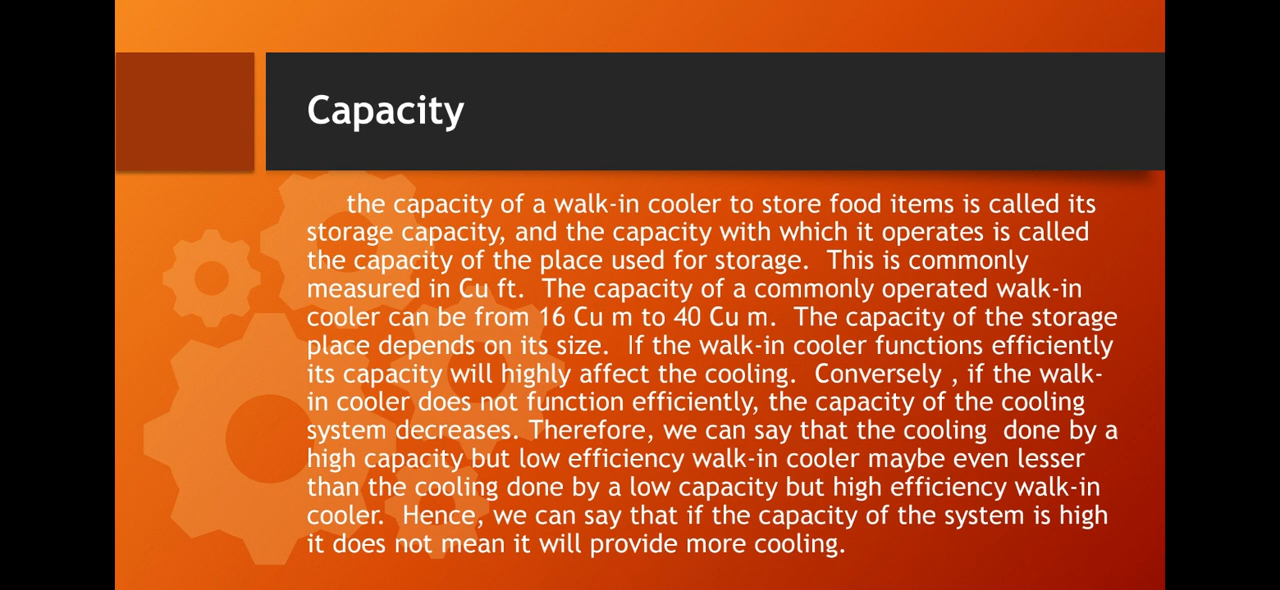 Capacity
the capacity of a walk-in cooler to store food items is called its
storage capacity, and the capacity with which it operates is called
the capacity of the place used for storage.  This is commonly
measured in Cu ft.  The capacity of a commonly operated walk-in
cooler can be from 16 Cu m to 40 Cu m.  The capacity of the storage
place depends on its size.  If the walk-in cooler functions efficiently
its capacity will highly affect the cooling.  Conversely , if the walk-
in cooler does not function efficiently, the capacity of the cooling
system decreases. Therefore, we can say that the cooling  done by a
high capacity but low efficiency walk-in cooler maybe even lesser
than the cooling done by a low capacity but high efficiency walk-in
cooler.  Hence, we can say that if the capacity of the system is high
it does not mean it will provide more cooling.